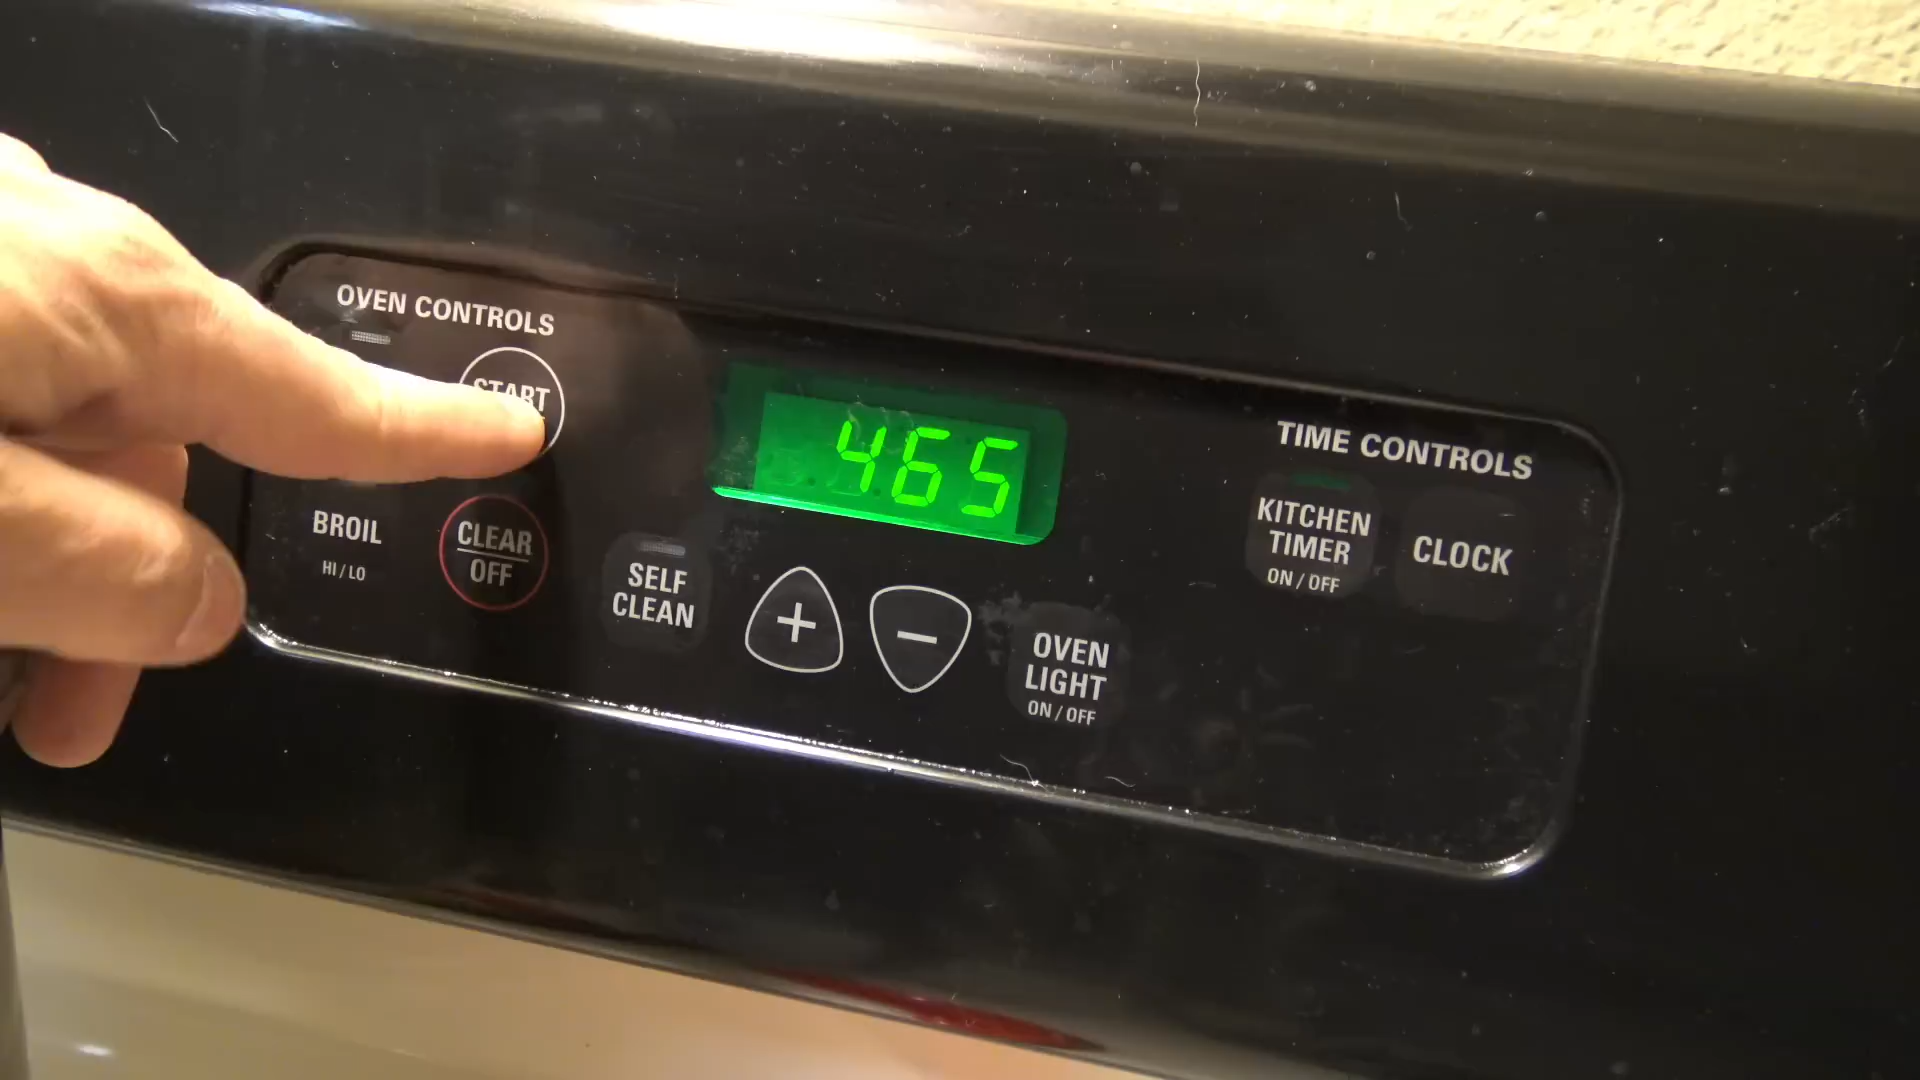 OVEN CONTROLS
START
BROIL
HI / LO
CLEAR
OFF
SELF
CLEAN
465
+
−
OVEN
LIGHT
ON / OFF
TIME CONTROLS
KITCHEN
TIMER
ON / OFF
CLOCK